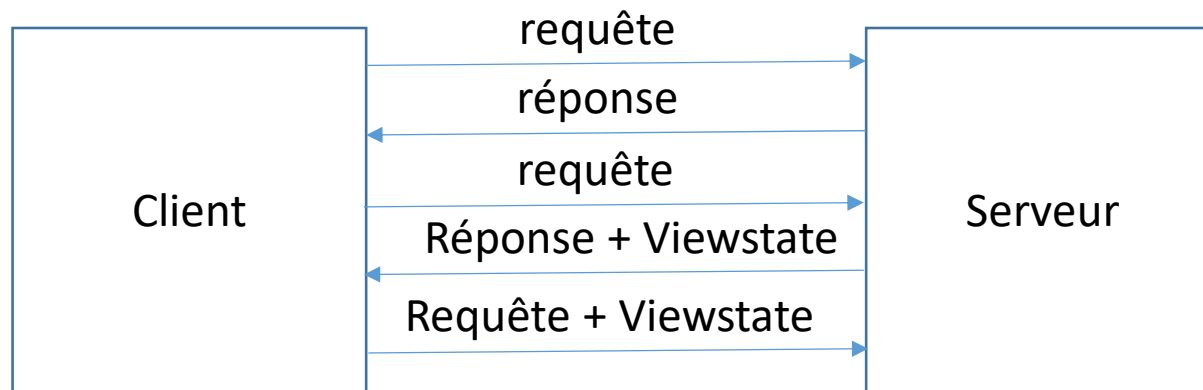 requête
réponse
requête
Client
Serveur
Réponse + Viewstate
Requête + Viewstate